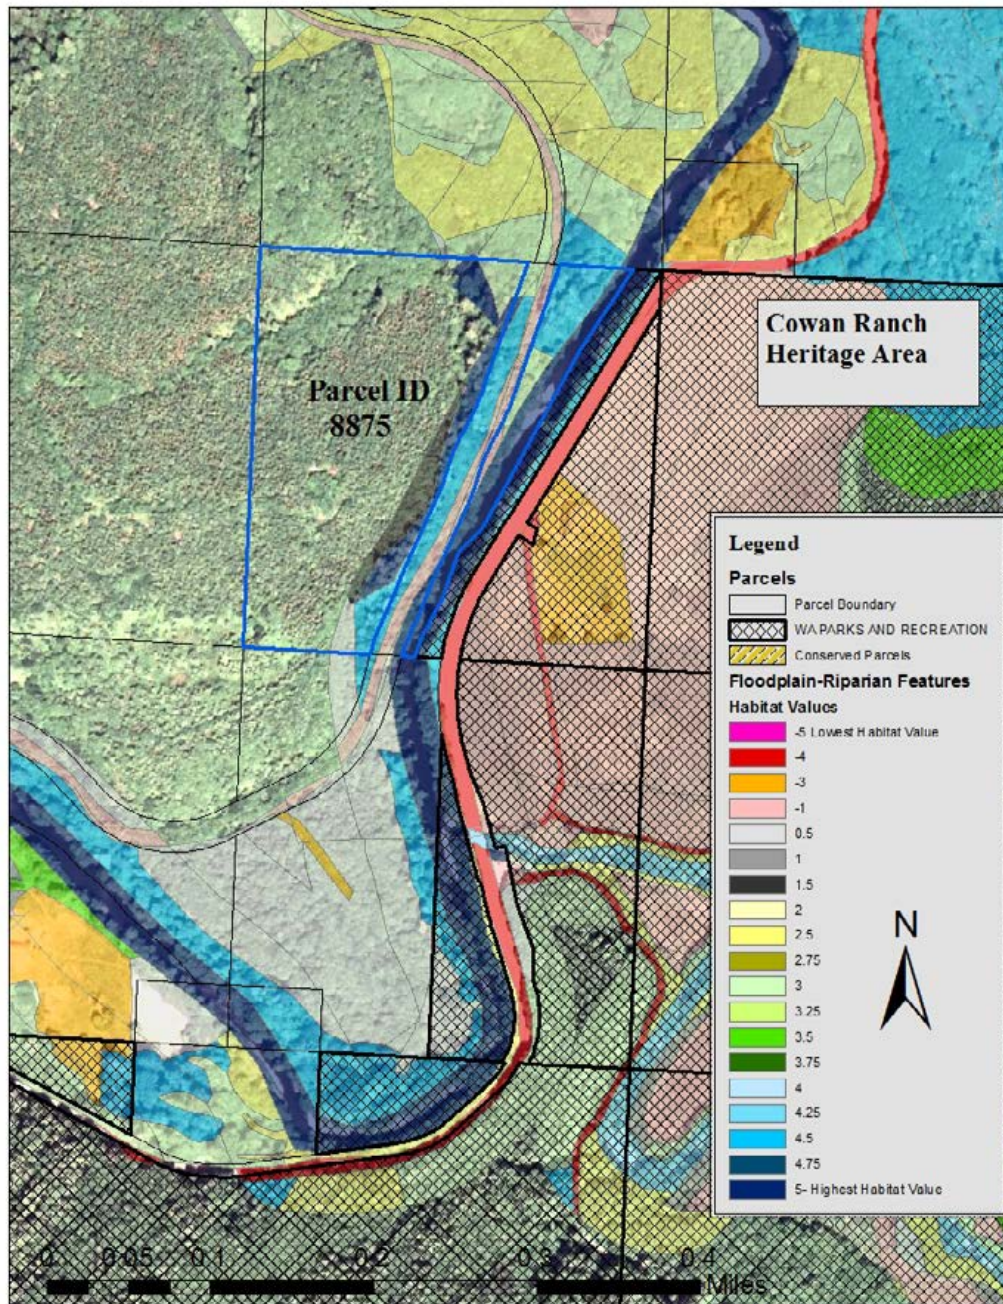 Cowan Ranch
Heritage Area
Parcel ID
8875
Legend
Parcels
Parcel Boundary
WA PARKS AND RECREATION
Conserved Parcels
Floodplain-Riparian Features
Habitat Values
-5 Lowest Habitat Value
-4
-3
-1
0.5
1
1.5
2
2.5
2.75
3
3.25
3.5
3.75
4
4.25
4.5
4.75
5- Highest Habitat Value
N
0 0.05 0.1 0.2 0.3 0.4
Miles